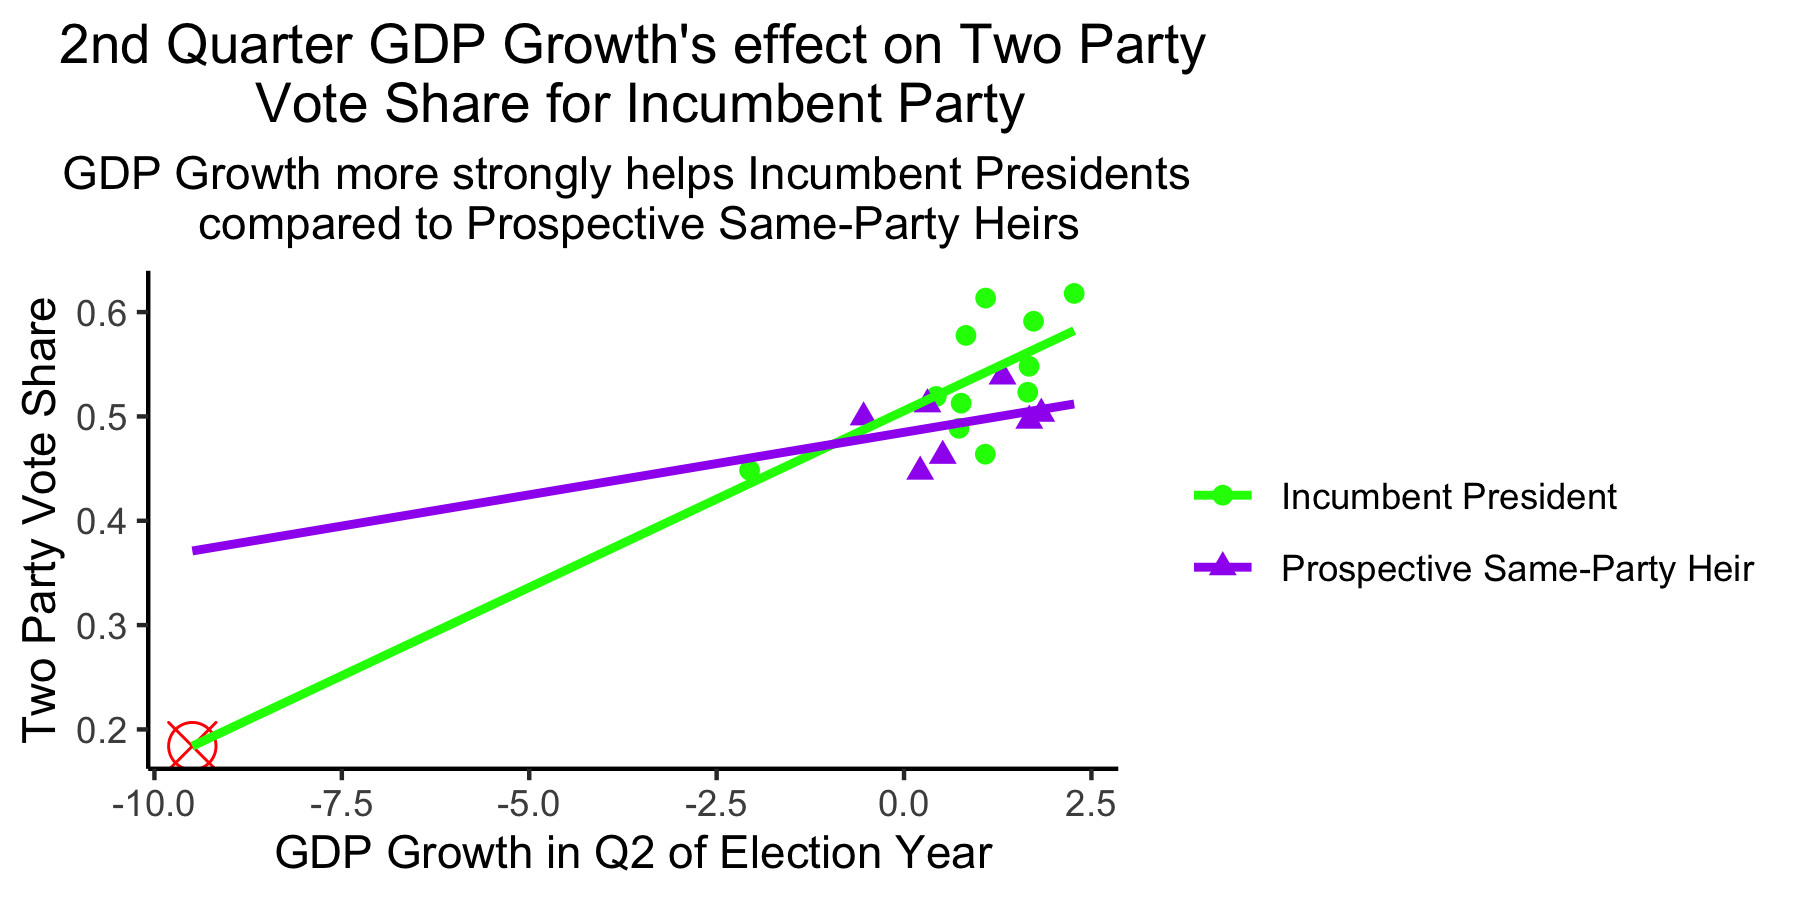 2nd Quarter GDP Growth's effect on Two Party
Vote Share for Incumbent Party
GDP Growth more strongly helps Incumbent Presidents
compared to Prospective Same-Party Heirs
Two Party Vote Share
0.6
0.5
0.4
0.3
0.2
-10.0
-7.5
-5.0
-2.5
0.0
2.5
GDP Growth in Q2 of Election Year
Incumbent President
Prospective Same-Party Heir